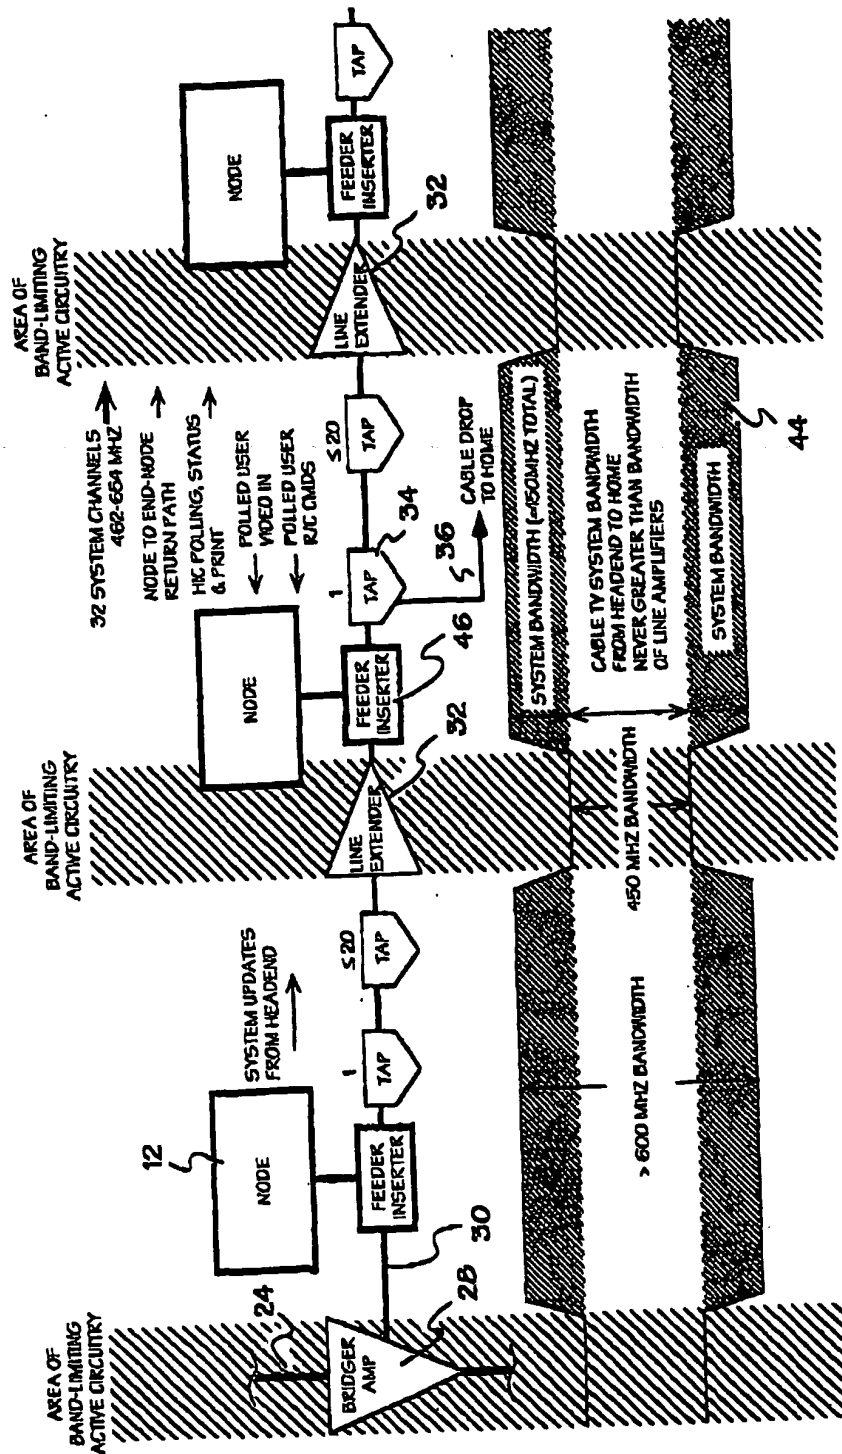 AREA OF
BAND-LIMITING
ACTIVE CIRCUITRY
24
BRIDGER
AMP
28
30
12
NODE
FEEDER
INSERTER
SYSTEM UPDATES
FROM HEADEND
1
TAP
≤20
TAP
AREA OF
BAND-LIMITING
ACTIVE CIRCUITRY
LINE
EXTENDER
32
NODE
FEEDER
INSERTER
46
32 SYSTEM CHANNELS
462-654 MHZ
NODE TO END-NODE
RETURN PATH
HIC POLLING, STATUS
& PRINT
POLLED USER
VIDEO IN
POLLED USER
R/C CMDS
1
TAP
34
36
CABLE DROP
TO HOME
≤20
TAP
AREA OF
BAND-LIMITING
ACTIVE CIRCUITRY
LINE
EXTENDER
32
NODE
FEEDER
INSERTER
TAP
> 600 MHZ BANDWIDTH
450 MHZ BANDWIDTH
SYSTEM BANDWIDTH (≈150MHZ TOTAL)
CABLE TV SYSTEM BANDWIDTH
FROM HEADEND TO HOME
NEVER GREATER THAN BANDWIDTH
OF LINE AMPLIFIERS
SYSTEM BANDWIDTH
44